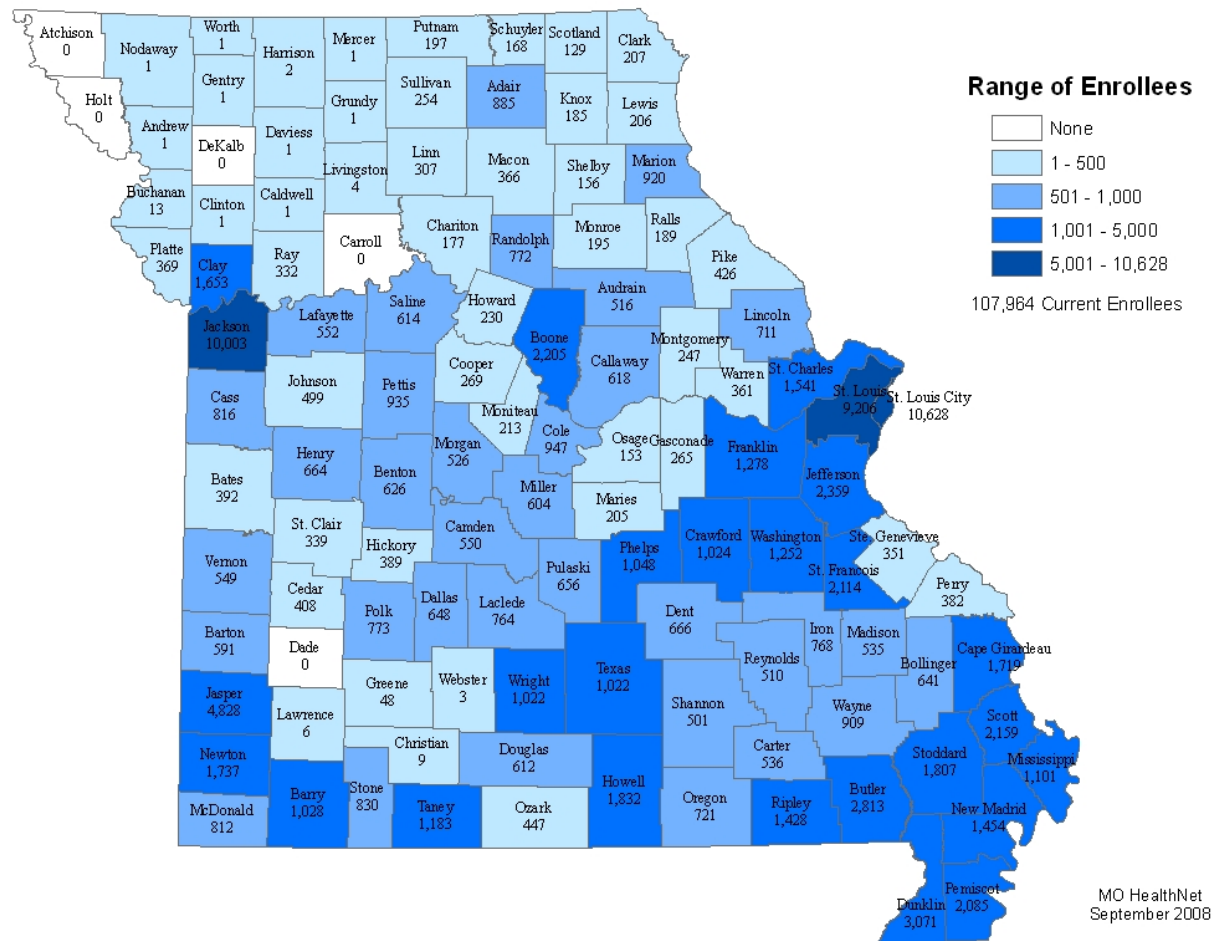 Atchison
0
Nodaway
1
Worth
1
Harrison
2
Mercer
1
Putnam
197
Schuyler
168
Scotland
129
Clark
207
Holt
0
Gentry
1
Grundy
1
Sullivan
254
Adair
885
Knox
185
Lewis
206
Andrew
1
DeKalb
0
Daviess
1
Livingston
4
Linn
307
Macon
366
Shelby
156
Marion
920
Buchanan
13
Clinton
1
Caldwell
1
Platte
369
Clay
1,653
Ray
332
Carroll
0
Chariton
177
Randolph
772
Monroe
195
Ralls
189
Pike
426
Jackson
10,003
Lafayette
552
Saline
614
Howard
230
Boone
2,205
Audrain
516
Callaway
618
Montgomery
247
Lincoln
711
Warren
361
St. Charles
1,541
St. Louis
9,206
St. Louis City
10,628
Cass
816
Johnson
499
Pettis
935
Cooper
269
Moniteau
213
Cole
947
Osage
153
Gasconade
265
Franklin
1,278
Jefferson
2,359
Bates
392
Henry
664
Benton
626
Morgan
526
Miller
604
Maries
205
St. Clair
339
Hickory
389
Camden
550
Pulaski
656
Phelps
1,048
Crawford
1,024
Washington
1,252
St. Francois
2,114
Ste. Genevieve
351
Perry
382
Vernon
549
Cedar
408
Polk
773
Dallas
648
Laclede
764
Dent
666
Iron
768
Madison
535
Bollinger
641
Cape Girardeau
1,719
Barton
591
Dade
0
Greene
48
Webster
3
Wright
1,022
Texas
1,022
Shannon
501
Reynolds
510
Wayne
909
Scott
2,159
Jasper
4,828
Lawrence
6
Christian
9
Douglas
612
Howell
1,832
Carter
536
Butler
2,813
Stoddard
1,807
Mississippi
1,101
Newton
1,737
McDonald
812
Barry
1,028
Stone
830
Taney
1,183
Ozark
447
Oregon
721
Ripley
1,428
New Madrid
1,454
Dunklin
3,071
Pemiscot
2,085
Range of Enrollees
None
1 - 500
501 - 1,000
1,001 - 5,000
5,001 - 10,628
107,964 Current Enrollees
MO HealthNet
September 2008